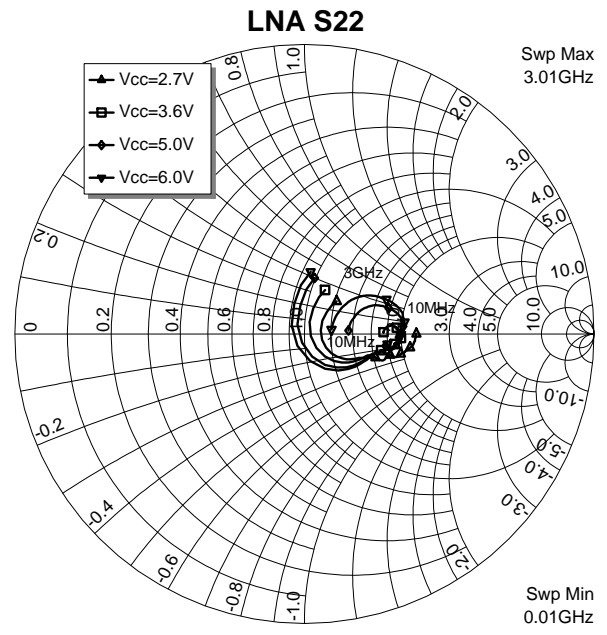 LNA S22
Swp Max
3.01GHz
Vcc=2.7V
Vcc=3.6V
Vcc=5.0V
Vcc=6.0V
0.8
1.0
2.0
3.0
4.0
5.0
10.0
0.2
3GHz
10MHz
10MHz
0
0.2
0.4
0.6
0.8
1.0
3.0
4.0
5.0
10.0
-0.2
-0.4
-0.6
-0.8
-1.0
-2.0
-3.0
-4.0
-5.0
-10.0
Swp Min
0.01GHz